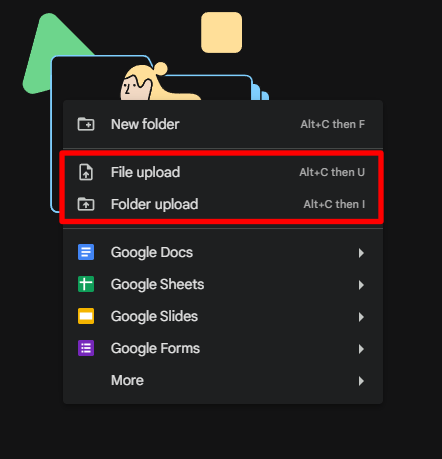 New folder Alt+C then F
File upload Alt+C then U
Folder upload Alt+C then I
Google Docs
Google Sheets
Google Slides
Google Forms
More